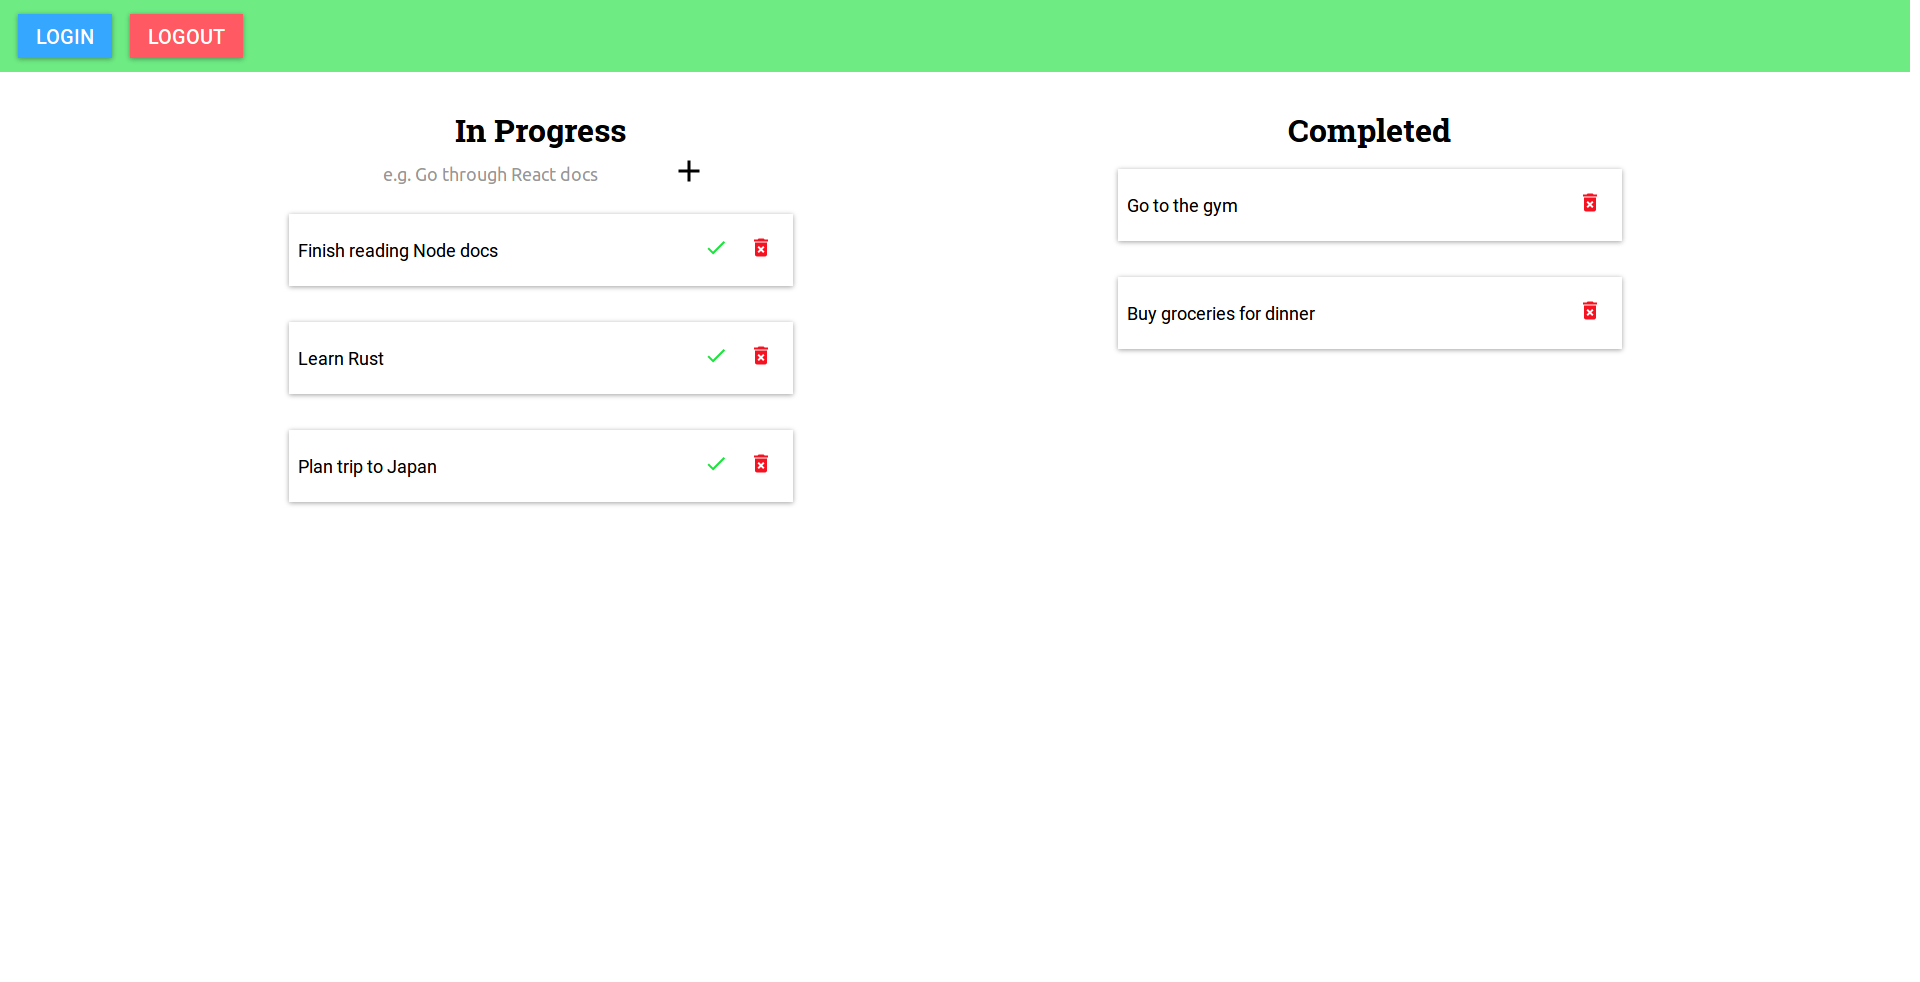 LOGIN LOGOUT
In Progress
e.g. Go through React docs
Finish reading Node docs
Learn Rust
Plan trip to Japan
Completed
Go to the gym
Buy groceries for dinner